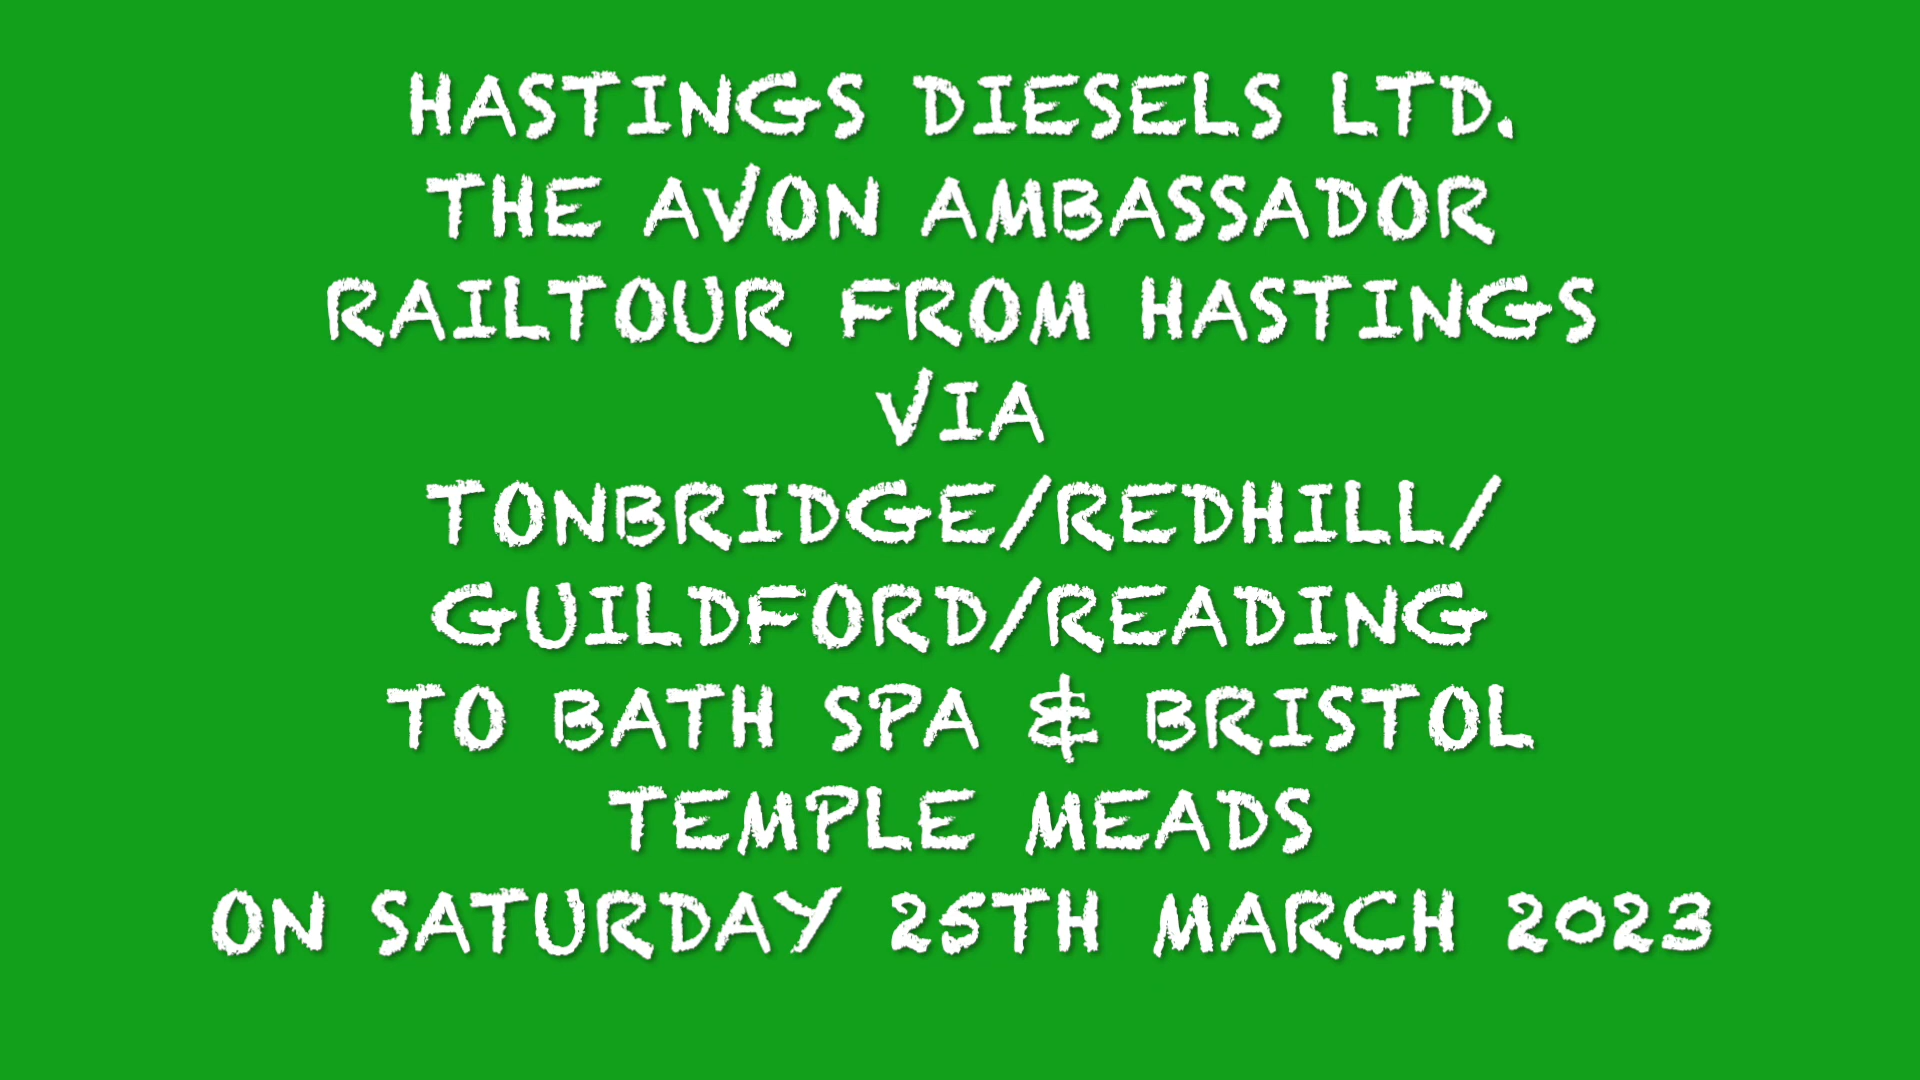 HASTINGS DIESELS LTD.
THE AVON AMBASSADOR
RAILTOUR FROM HASTINGS
VIA
TONBRIDGE/REDHILL/
GUILDFORD/READING
TO BATH SPA & BRISTOL
TEMPLE MEADS
ON SATURDAY 25TH MARCH 2023